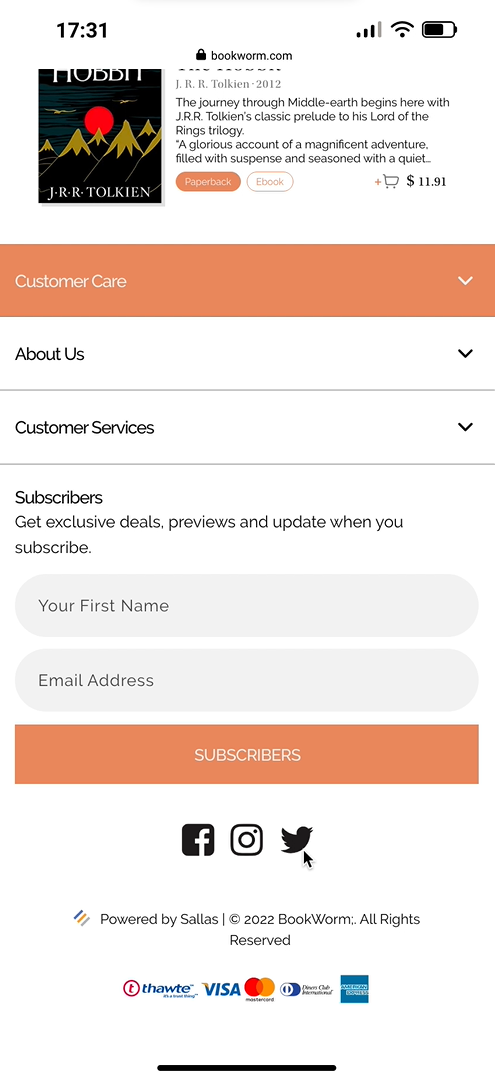 17:31
bookworm.com
HOBBIT
The Hobbit
J. R. R. Tolkien · 2012
The journey through Middle-earth begins here with
J.R.R. Tolkien's classic prelude to his Lord of the
Rings trilogy.
"A glorious account of a magnificent adventure,
filled with suspense and seasoned with a quiet...
J·R·R·TOLKIEN
Paperback
Ebook
+ $ 11.91
Customer Care
About Us
Customer Services
Subscribers
Get exclusive deals, previews and update when you
subscribe.
Your First Name
Email Address
SUBSCRIBERS
Powered by Sallas | © 2022 BookWorm;. All Rights
Reserved
thawte™ it's a trust thing™ VISA mastercard Diners Club International AMERICAN EXPRESS